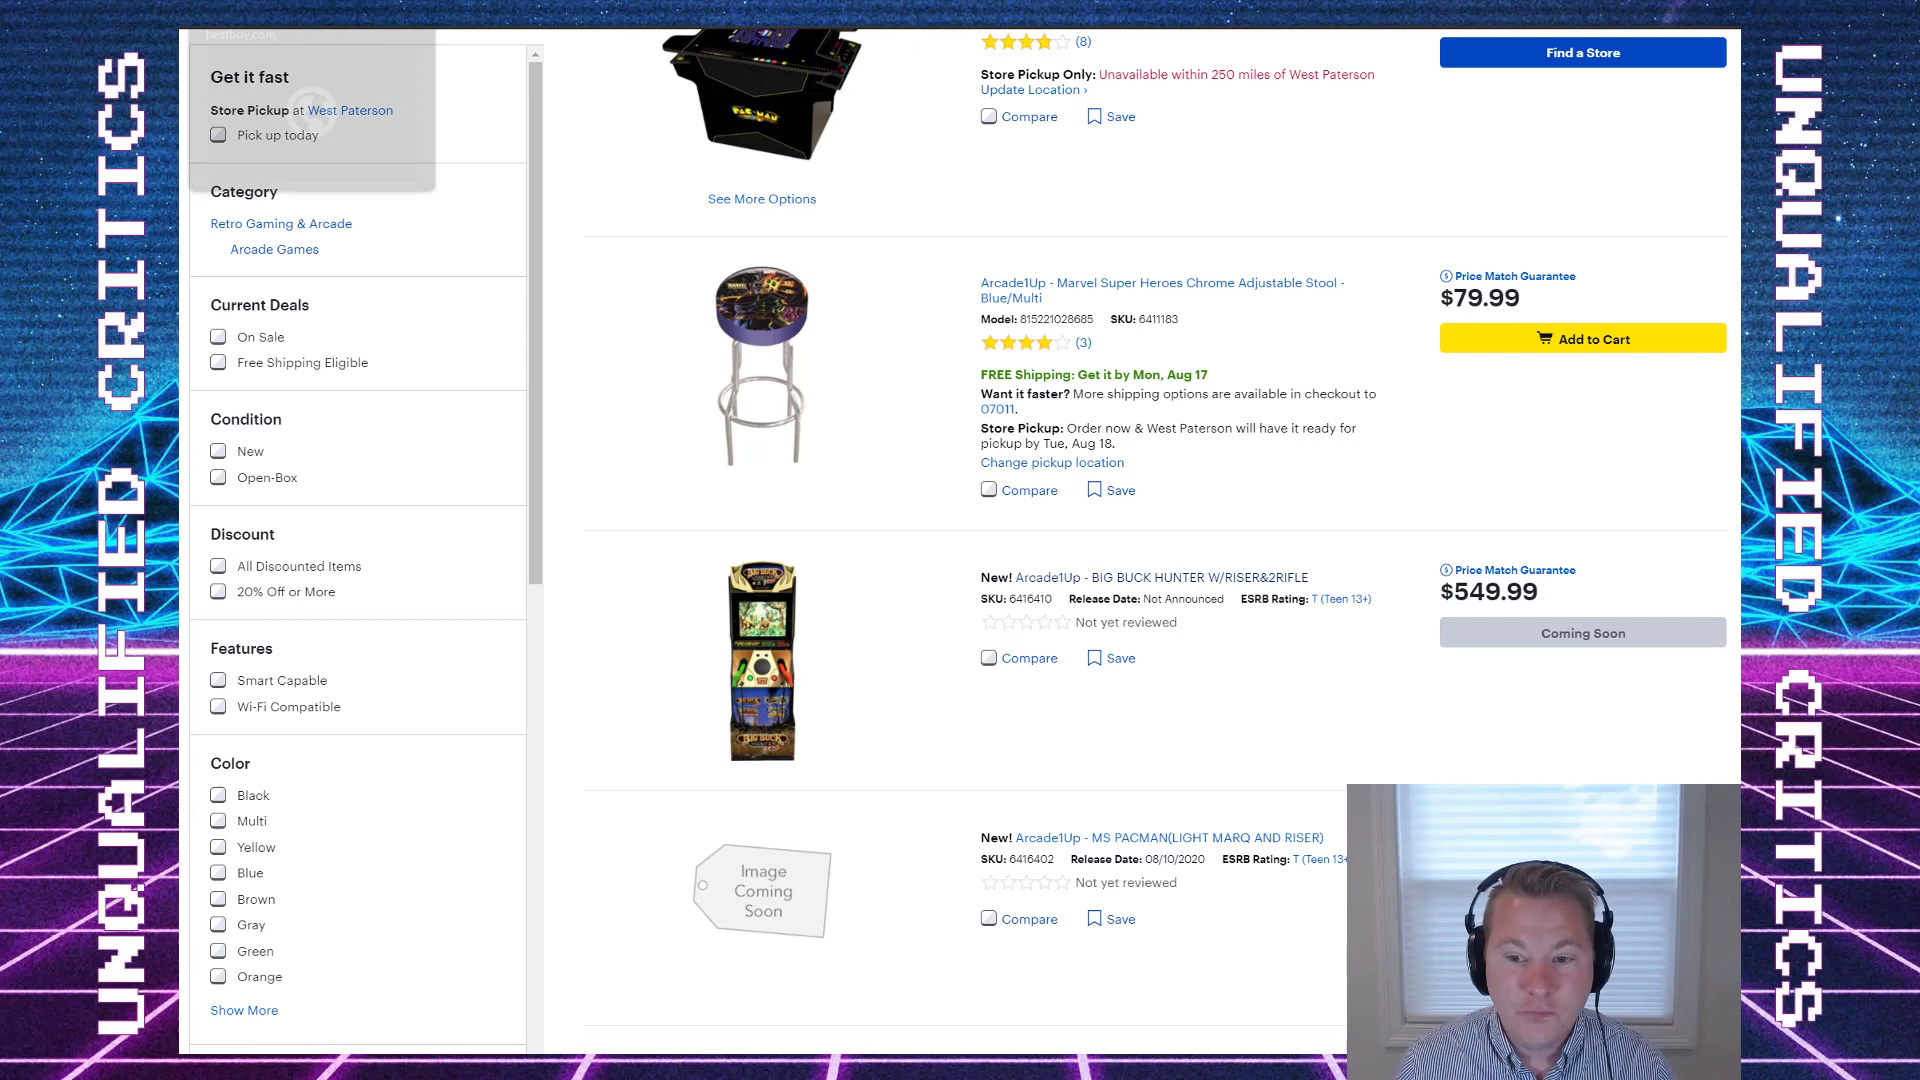 UNQUALIFIED CRITICS
bestbuy.com
Get it fast
Store Pickup at West Paterson
Pick up today
Category
Retro Gaming & Arcade
Arcade Games
Current Deals
On Sale
Free Shipping Eligible
Condition
New
Open-Box
Discount
All Discounted Items
20% Off or More
Features
Smart Capable
Wi-Fi Compatible
Color
Black
Multi
Yellow
Blue
Brown
Gray
Green
Orange
Show More
PAC-MAN
See More Options
(8)
Store Pickup Only: Unavailable within 250 miles of West Paterson
Update Location ›
Compare Save
Find a Store
MARVEL
Arcade1Up - Marvel Super Heroes Chrome Adjustable Stool -
Blue/Multi
Model: 815221028685 SKU: 6411183
(3)
FREE Shipping: Get it by Mon, Aug 17
Want it faster? More shipping options are available in checkout to
07011.
Store Pickup: Order now & West Paterson will have it ready for
pickup by Tue, Aug 18.
Change pickup location
Compare Save
Price Match Guarantee
$79.99
Add to Cart
BIG BUCK
BIG BUCK
New! Arcade1Up - BIG BUCK HUNTER W/RISER&2RIFLE
SKU: 6416410 Release Date: Not Announced ESRB Rating: T (Teen 13+)
Not yet reviewed
Compare Save
Price Match Guarantee
$549.99
Coming Soon
Image
Coming
Soon
New! Arcade1Up - MS PACMAN(LIGHT MARQ AND RISER)
SKU: 6416402 Release Date: 08/10/2020 ESRB Rating: T (Teen 13+
Not yet reviewed
Compare Save
UNQUALIFIED CRITICS